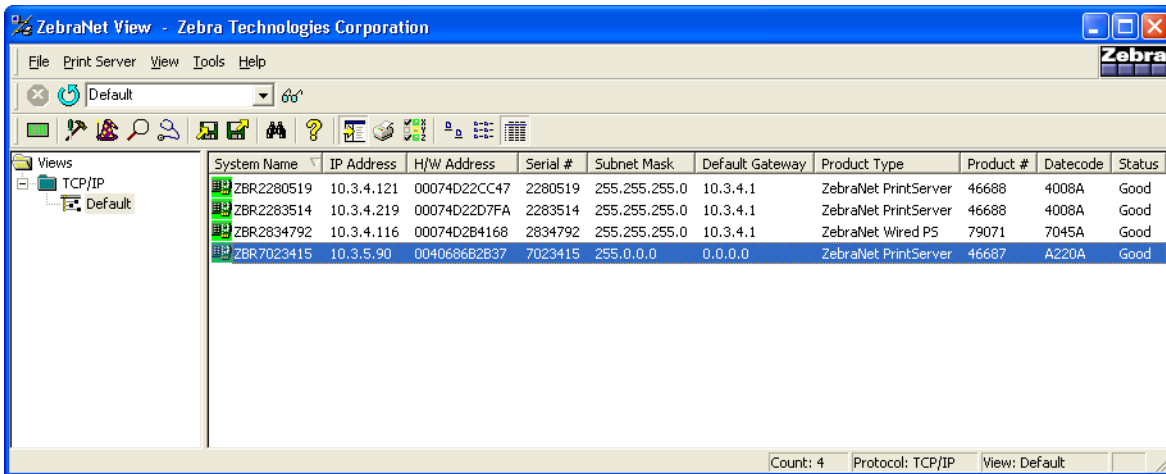 ZebraNet View - Zebra Technologies Corporation
File Print Server View Tools Help
Zebra
Default
Views
TCP/IP
Default
System Name IP Address H/W Address Serial # Subnet Mask Default Gateway Product Type Product # Datecode Status
ZBR2280519 10.3.4.121 00074D22CC47 2280519 255.255.255.0 10.3.4.1 ZebraNet PrintServer 46688 4008A Good
ZBR2283514 10.3.4.219 00074D22D7FA 2283514 255.255.255.0 10.3.4.1 ZebraNet PrintServer 46688 4008A Good
ZBR2834792 10.3.4.116 00074D2B4168 2834792 255.255.255.0 10.3.4.1 ZebraNet Wired PS 79071 7045A Good
ZBR7023415 10.3.5.90 0040686B2B37 7023415 255.0.0.0 0.0.0.0 ZebraNet PrintServer 46687 A220A Good
Count: 4 Protocol: TCP/IP View: Default